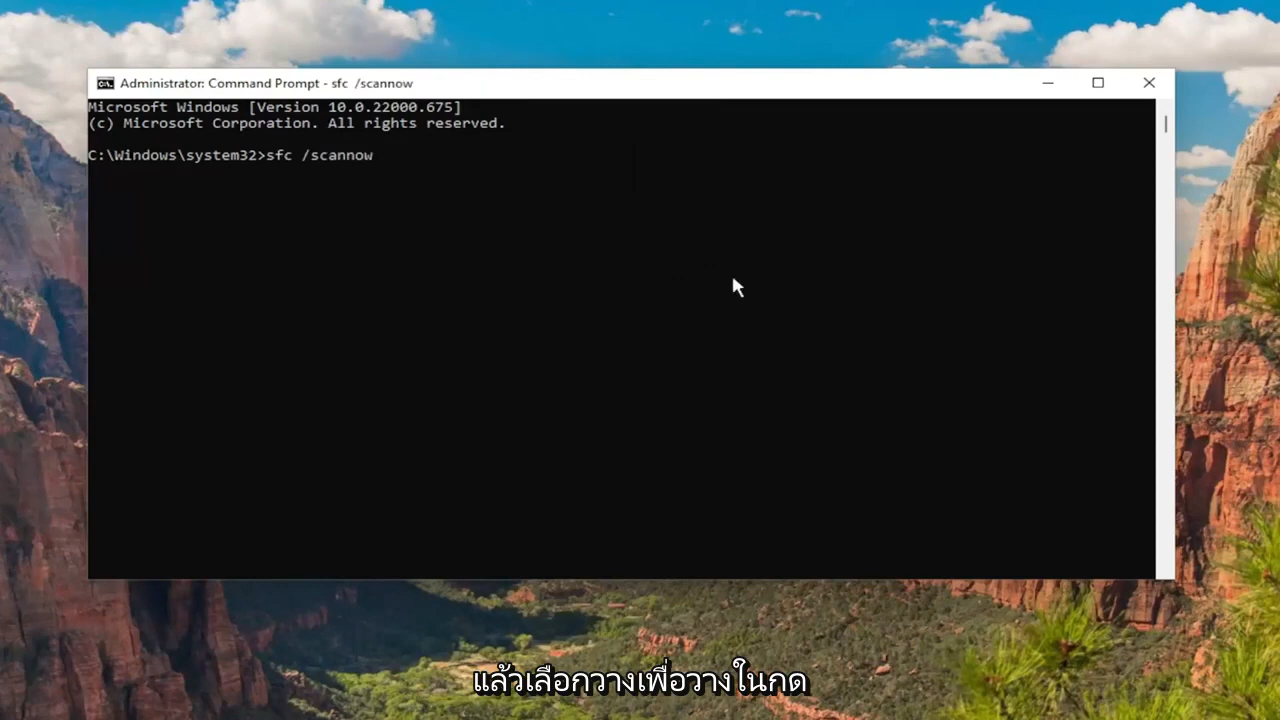 Administrator: Command Prompt - sfc /scannow
Microsoft Windows [Version 10.0.22000.675]
(c) Microsoft Corporation. All rights reserved.
C:\Windows\system32>sfc /scannow
แล้วเลือกวางเพื่อวางในกด